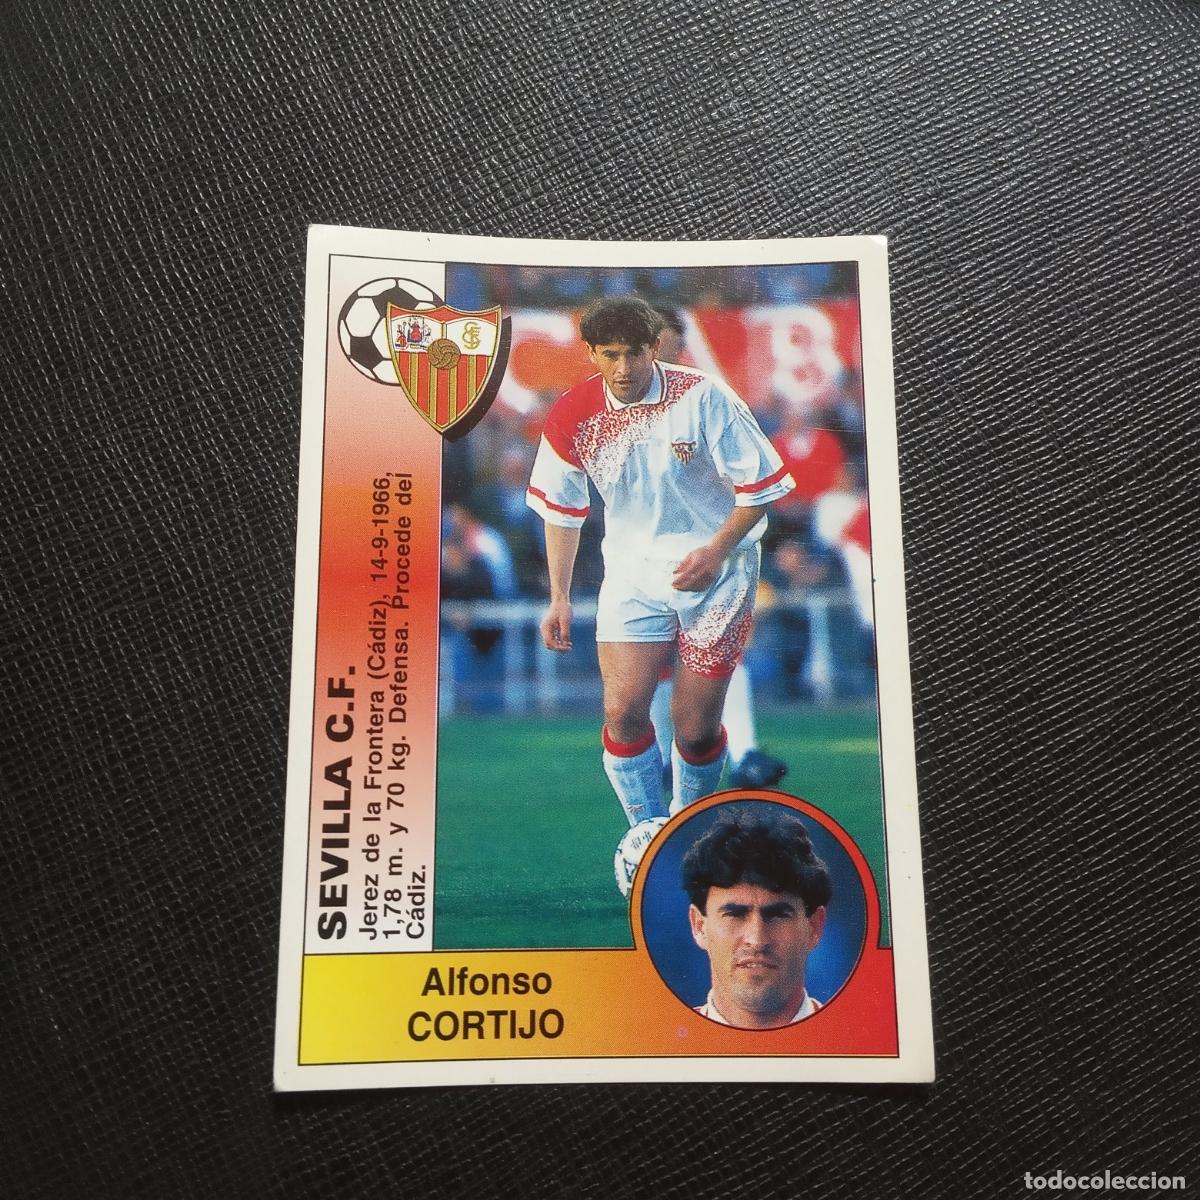 CAB
SEVILLA C.F.
Jerez de la Frontera (Cádiz), 14-9-1966,
1,78 m. y 70 kg. Defensa. Procede del
Cádiz.
Alfonso
CORTIJO
todocoleccion